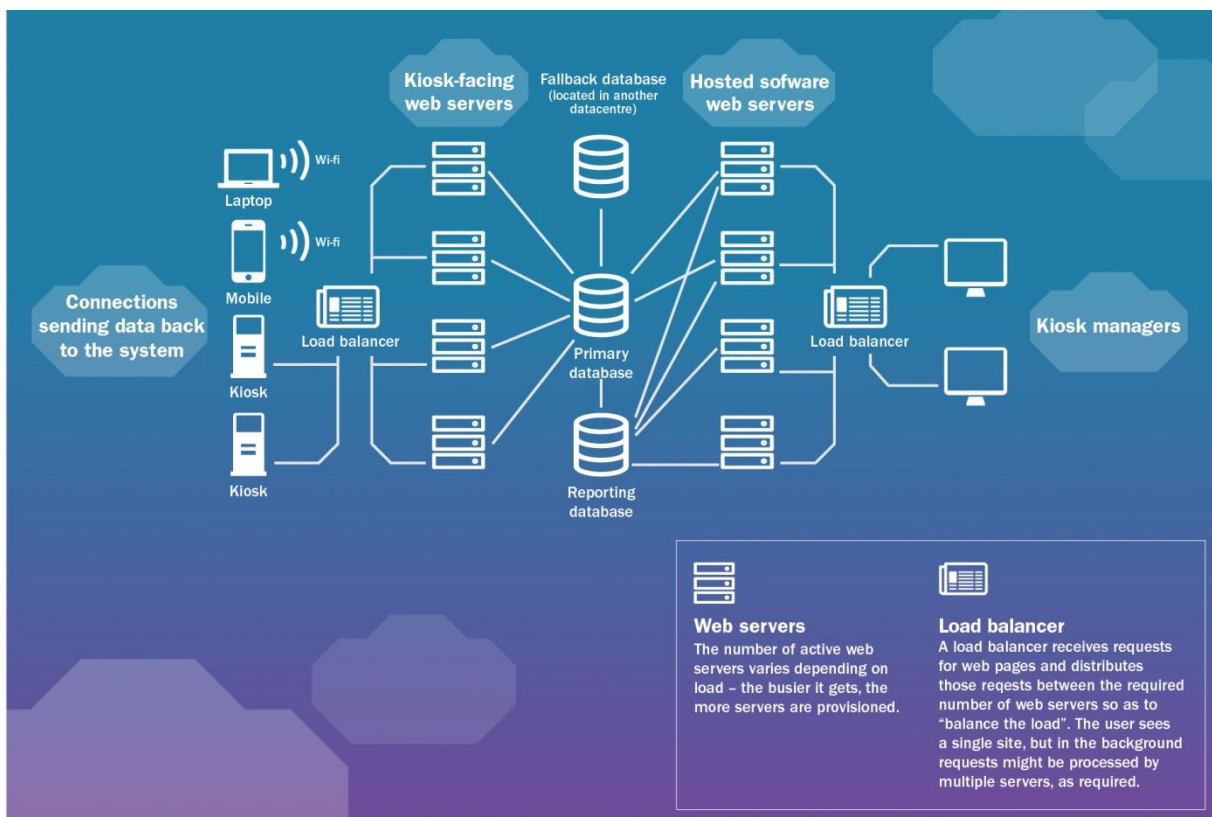 Kiosk-facing
web servers
Fallback database
(located in another
datacentre)
Hosted sofware
web servers
Wi-fi
Laptop
Wi-fi
Mobile
Connections
sending data back
to the system
Kiosk
Kiosk
Load balancer
Primary
database
Reporting
database
Load balancer
Kiosk managers
Web servers
The number of active web
servers varies depending on
load – the busier it gets, the
more servers are provisioned.
Load balancer
A load balancer receives requests
for web pages and distributes
those reqests between the required
number of web servers so as to
“balance the load”. The user sees
a single site, but in the background
requests might be processed by
multiple servers, as required.